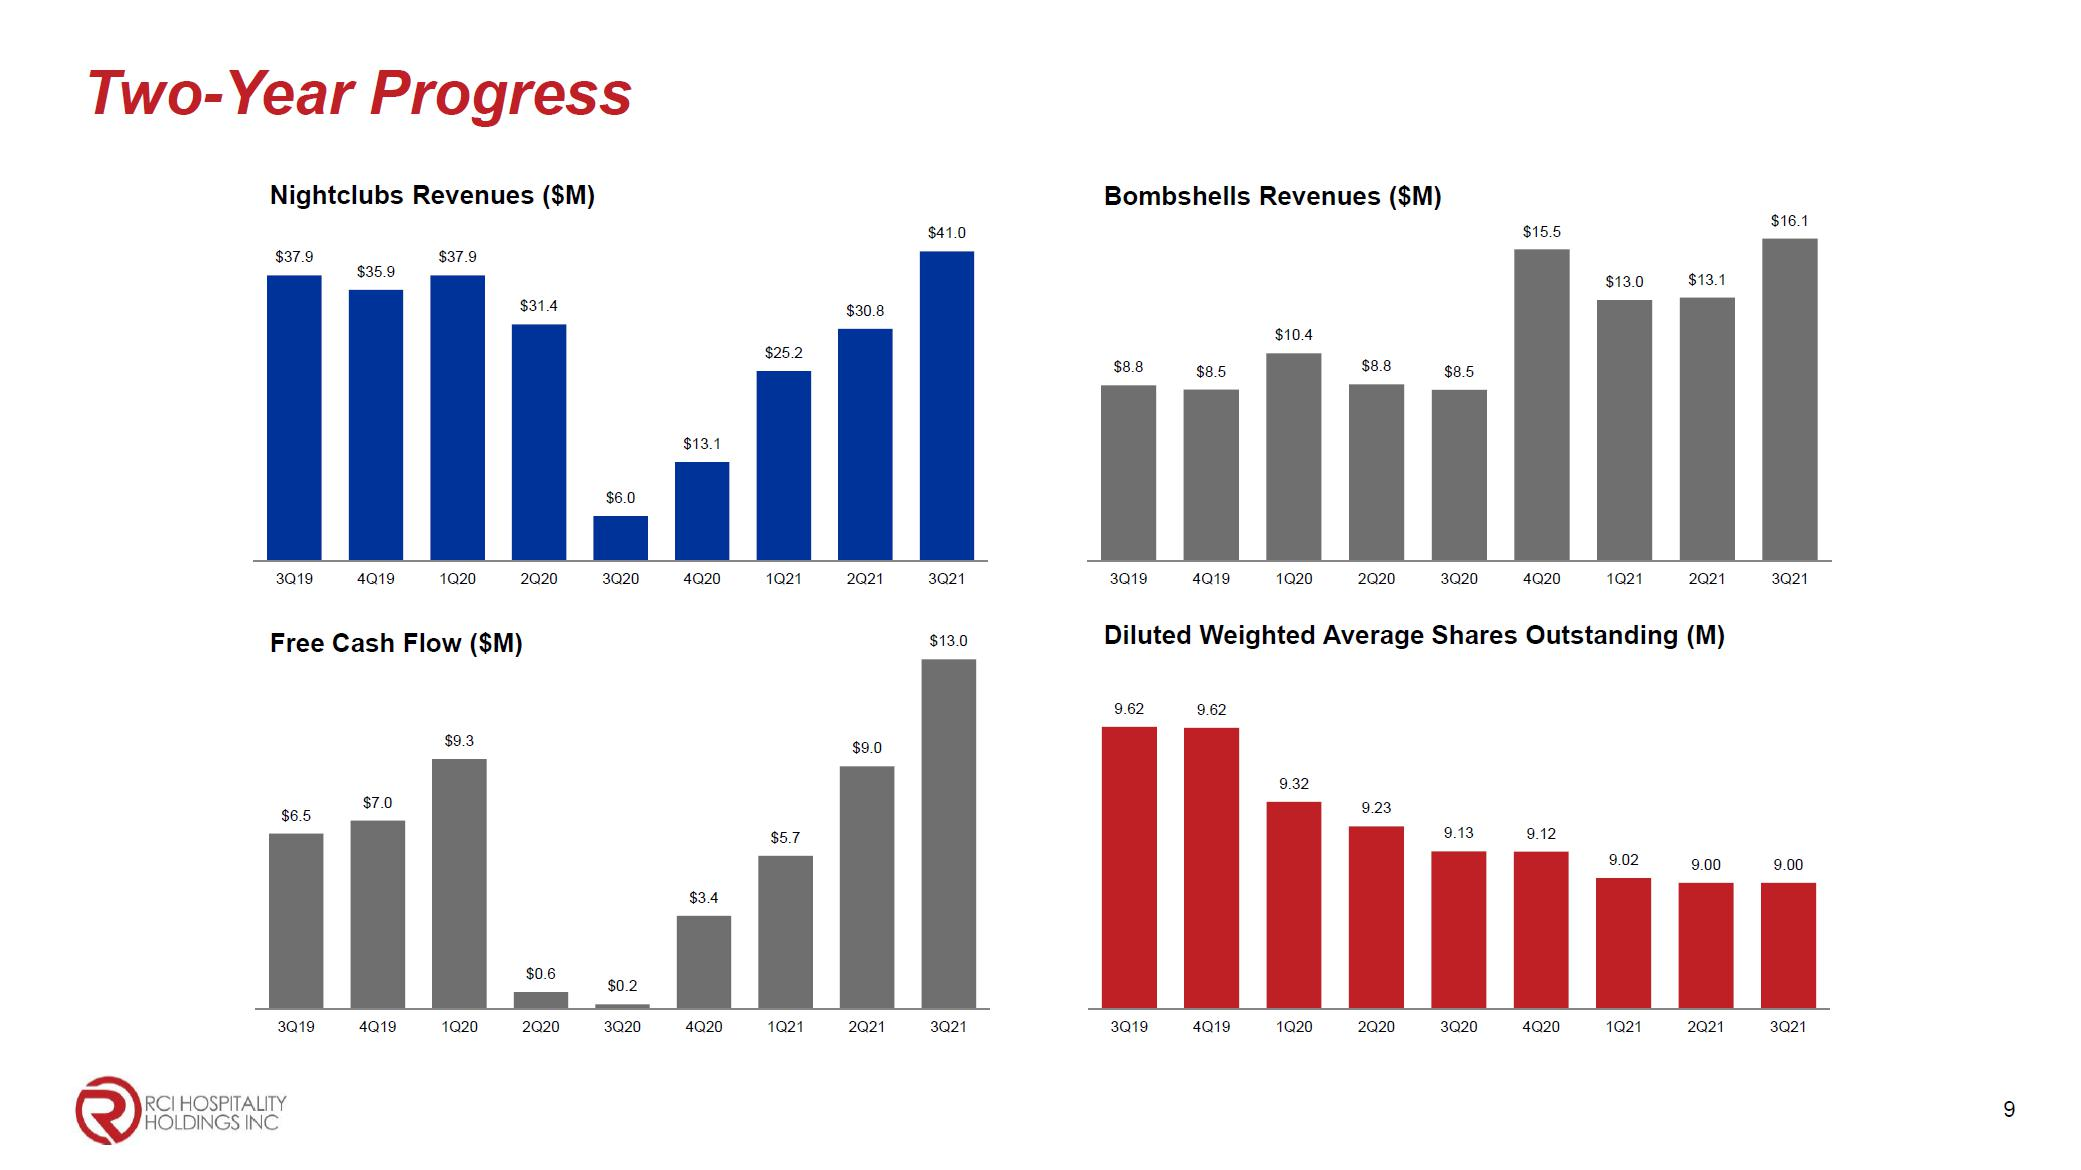 Two-Year Progress
Nightclubs Revenues ($M)
$37.9 $35.9 $37.9 $31.4 $6.0 $13.1 $25.2 $30.8 $41.0
3Q19 4Q19 1Q20 2Q20 3Q20 4Q20 1Q21 2Q21 3Q21
Bombshells Revenues ($M)
$8.8 $8.5 $10.4 $8.8 $8.5 $15.5 $13.0 $13.1 $16.1
3Q19 4Q19 1Q20 2Q20 3Q20 4Q20 1Q21 2Q21 3Q21
Free Cash Flow ($M)
$6.5 $7.0 $9.3 $0.6 $0.2 $3.4 $5.7 $9.0 $13.0
3Q19 4Q19 1Q20 2Q20 3Q20 4Q20 1Q21 2Q21 3Q21
Diluted Weighted Average Shares Outstanding (M)
9.62 9.62 9.32 9.23 9.13 9.12 9.02 9.00 9.00
3Q19 4Q19 1Q20 2Q20 3Q20 4Q20 1Q21 2Q21 3Q21
RCI HOSPITALITY
HOLDINGS INC
9